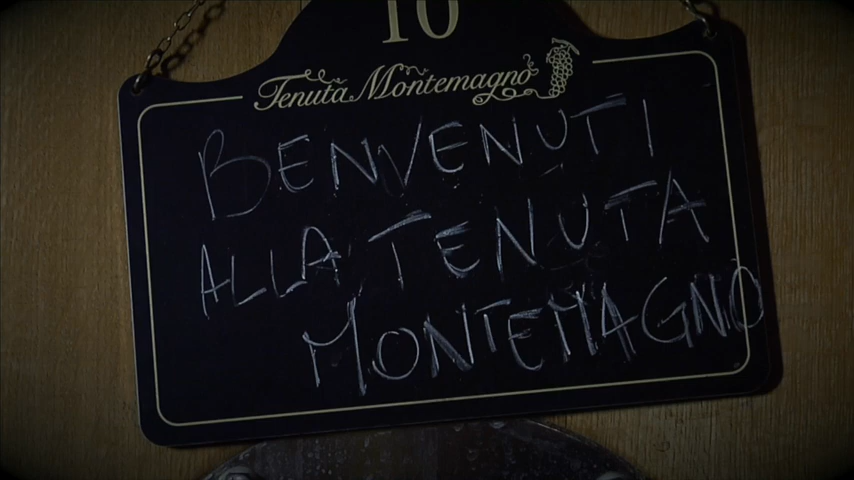 10
Tenuta Montemagno
BENVENUTI
ALLA TENUTA
MONTEMAGNO